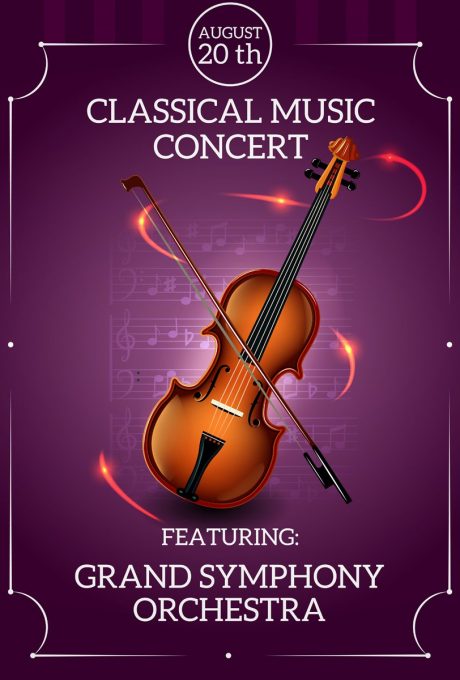 AUGUST
20 th
CLASSICAL MUSIC
CONCERT
FEATURING:
GRAND SYMPHONY
ORCHESTRA